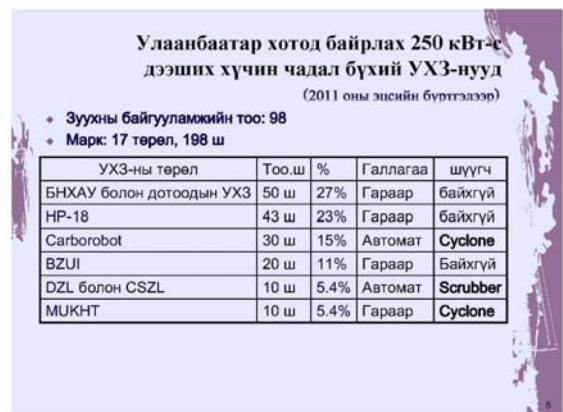 Улаанбаатар хотод байрлах 250 кВт-с
дээших хүчин чадал бүхий УХЗ-нууд
(2011 оны эцсийн бүртгэлээр)
Зуухны байгууламжийн тоо: 98
Марк: 17 төрөл, 198 ш
УХЗ-ны төрөл Тоо.ш % Галлагаа шүүгч
БНХАУ болон дотоодын УХЗ 50 ш 27% Гараар байхгүй
HP-18 43 ш 23% Гараар байхгүй
Carborobot 30 ш 15% Автомат Cyclone
BZUI 20 ш 11% Гараар Байхгүй
DZL болон CSZL 10 ш 5.4% Автомат Scrubber
MUKHT 10 ш 5.4% Гараар Cyclone
5